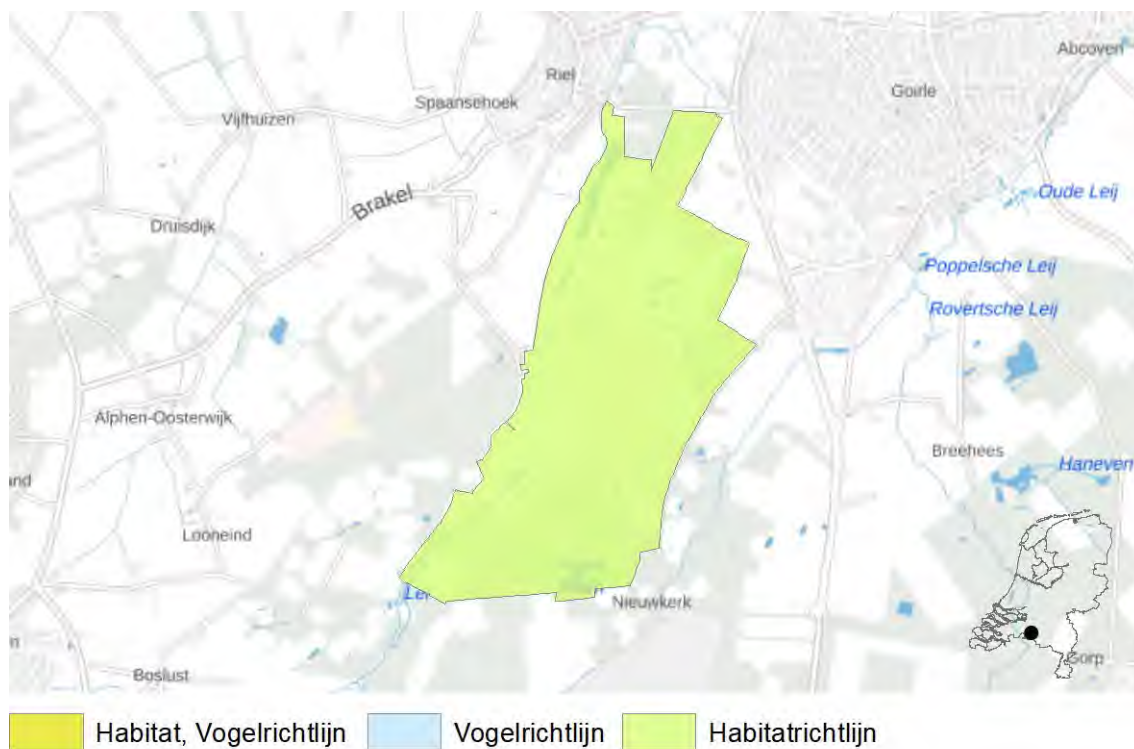 Abcoven
Riel
Goirle
Spaansehoek
Vijfhuizen
Brakel
Oude Leij
Druisdijk
Poppelsche Leij
Rovertsche Leij
Alphen-Oosterwijk
Breehees
Haneven
and
Looneind
Nieuwkerk
Boslust
Habitat, Vogelrichtlijn
Vogelrichtlijn
Habitatrichtlijn